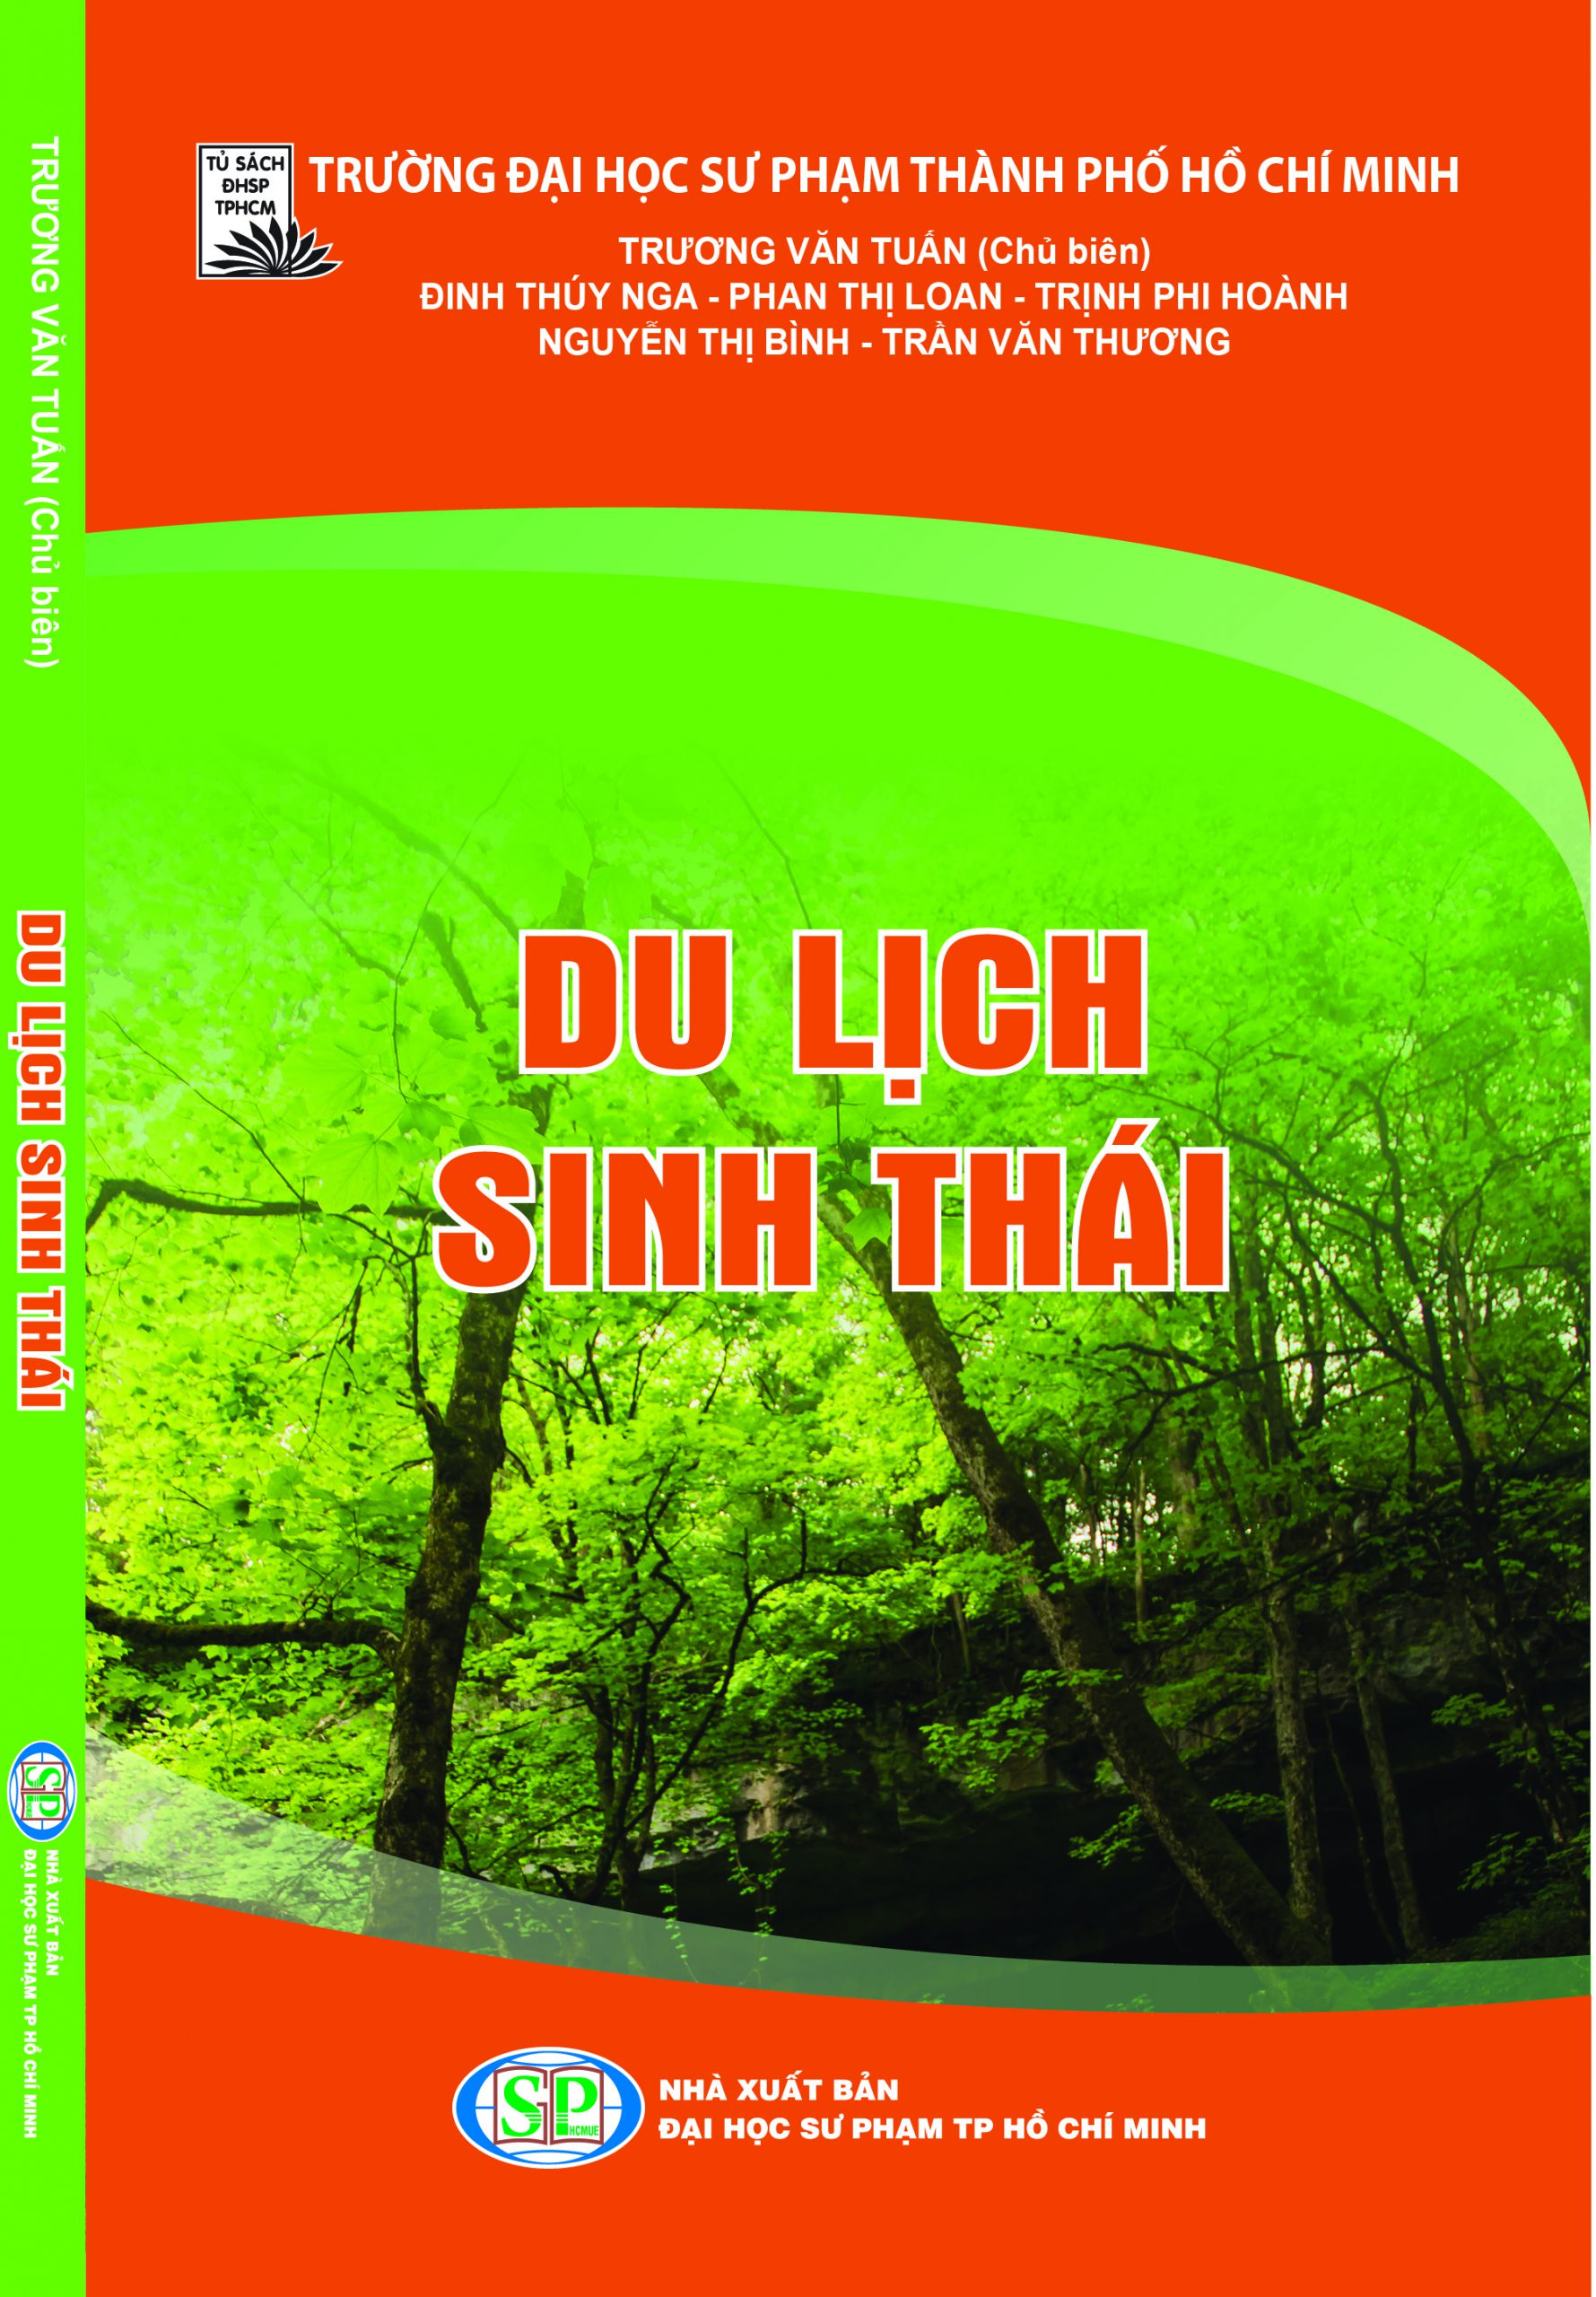 TRƯƠNG VĂN TUẤN (Chủ biên)
DU LỊCH SINH THÁI
SP
NHÀ XUẤT BẢN
ĐẠI HỌC SƯ PHẠM TP HỒ CHÍ MINH
TỦ SÁCH
ĐHSP
TPHCM
TRƯỜNG ĐẠI HỌC SƯ PHẠM THÀNH PHỐ HỒ CHÍ MINH
TRƯƠNG VĂN TUẤN (Chủ biên)
ĐINH THÚY NGA - PHAN THỊ LOAN - TRỊNH PHI HOÀNH
NGUYỄN THỊ BÌNH - TRẦN VĂN THƯƠNG
DU LỊCH
SINH THÁI
SP
HCMUE
NHÀ XUẤT BẢN
ĐẠI HỌC SƯ PHẠM TP HỒ CHÍ MINH